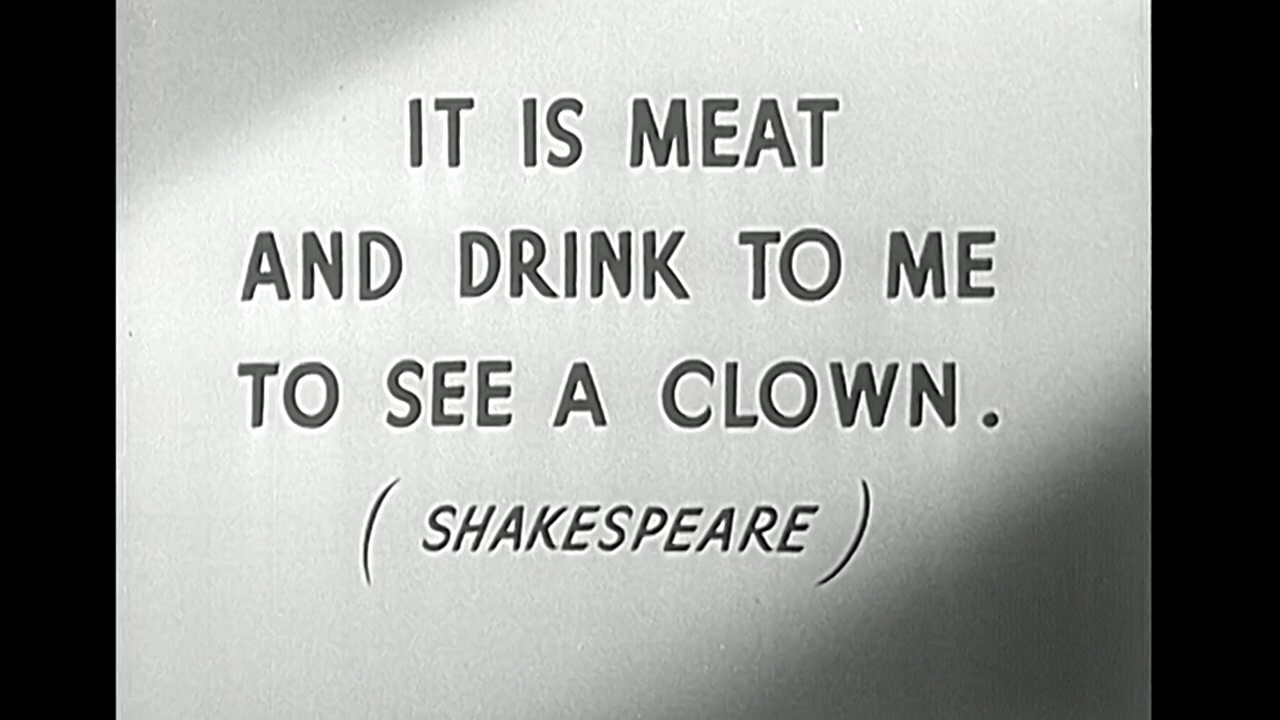 IT IS MEAT
AND DRINK TO ME
TO SEE A CLOWN.
( SHAKESPEARE )